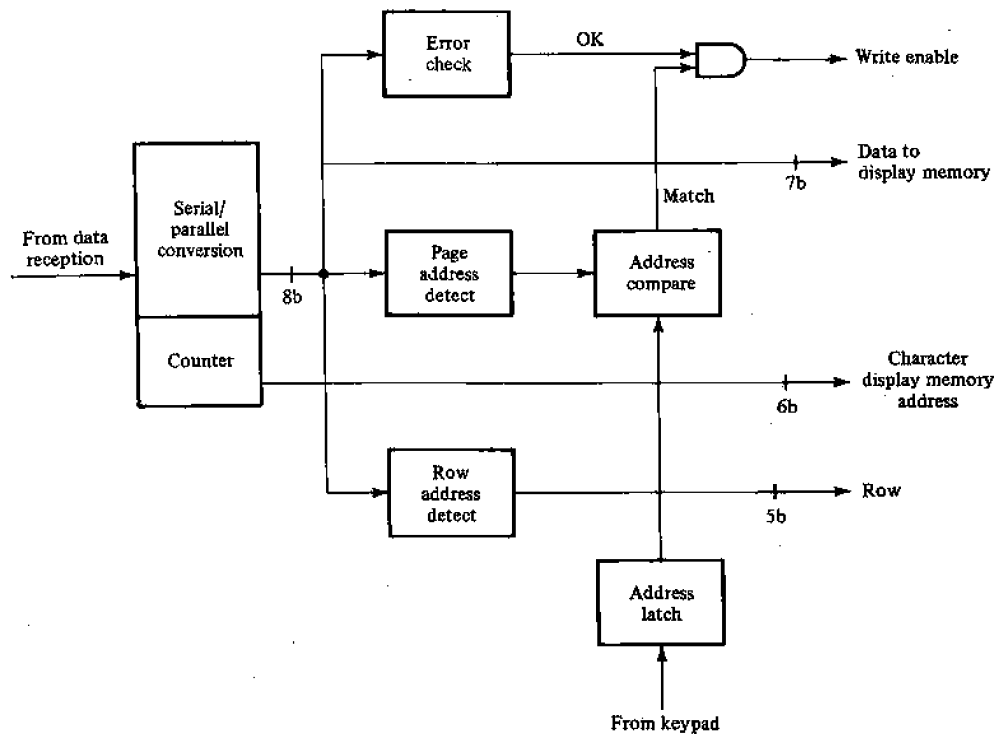 Error
check
OK
Write enable
Data to
display memory
7b
Match
Serial/
parallel
conversion
From data
reception
8b
Page
address
detect
Address
compare
Counter
Character
display memory
address
6b
Row
address
detect
Row
5b
Address
latch
From keypad